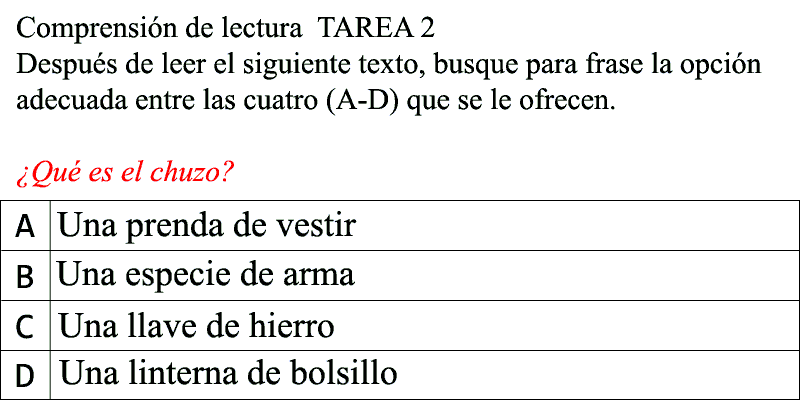 Comprensión de lectura TAREA 2
Después de leer el siguiente texto, busque para frase la opción
adecuada entre las cuatro (A-D) que se le ofrecen.
¿Qué es el chuzo?
A Una prenda de vestir
B Una especie de arma
C Una llave de hierro
D Una linterna de bolsillo